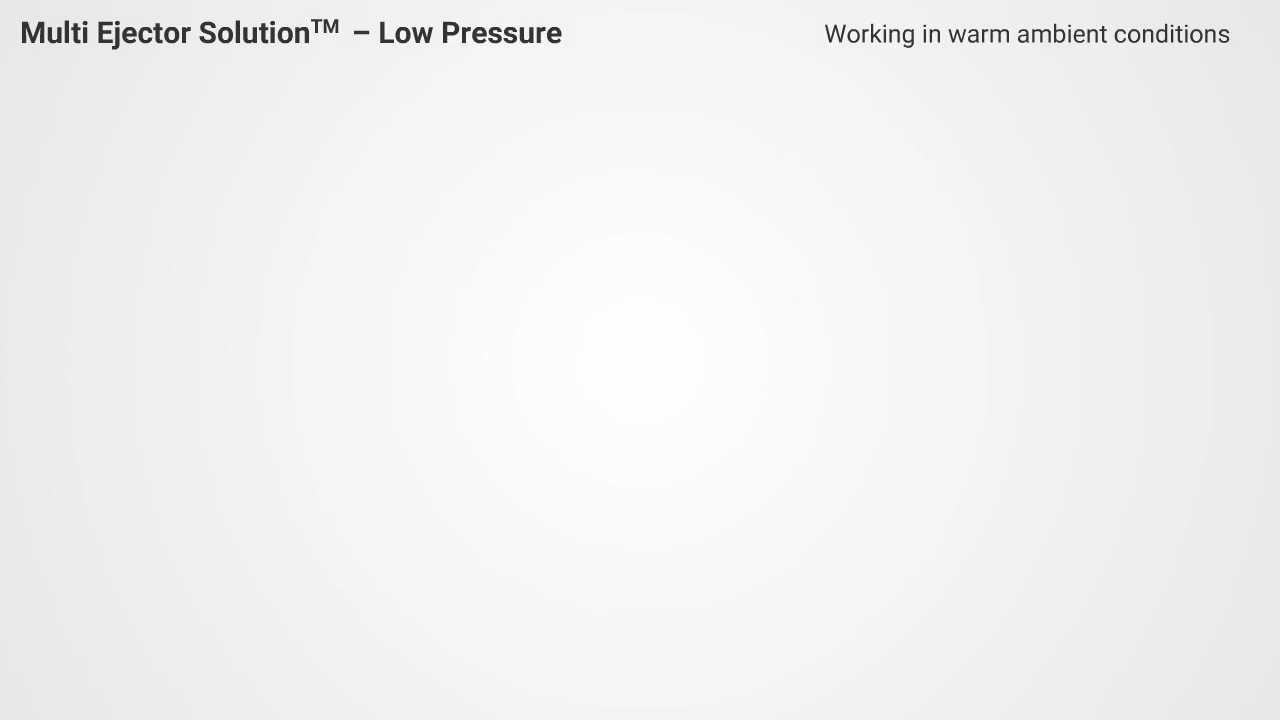 Multi Ejector Solution™ – Low Pressure
Working in warm ambient conditions